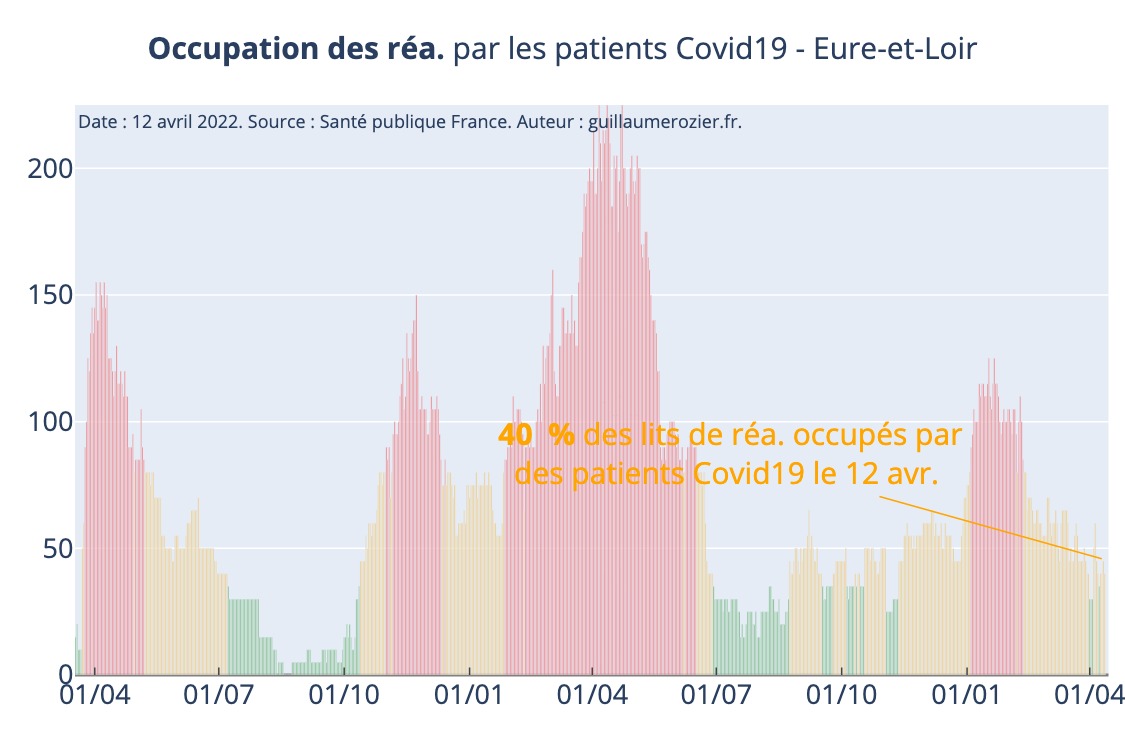 Occupation des réa. par les patients Covid19 - Eure-et-Loir
Date : 12 avril 2022. Source : Santé publique France. Auteur : guillaumerozier.fr.
200
150
100
50
0
40 % des lits de réa. occupés par
des patients Covid19 le 12 avr.
01/04 01/07 01/10 01/01 01/04 01/07 01/10 01/01 01/04